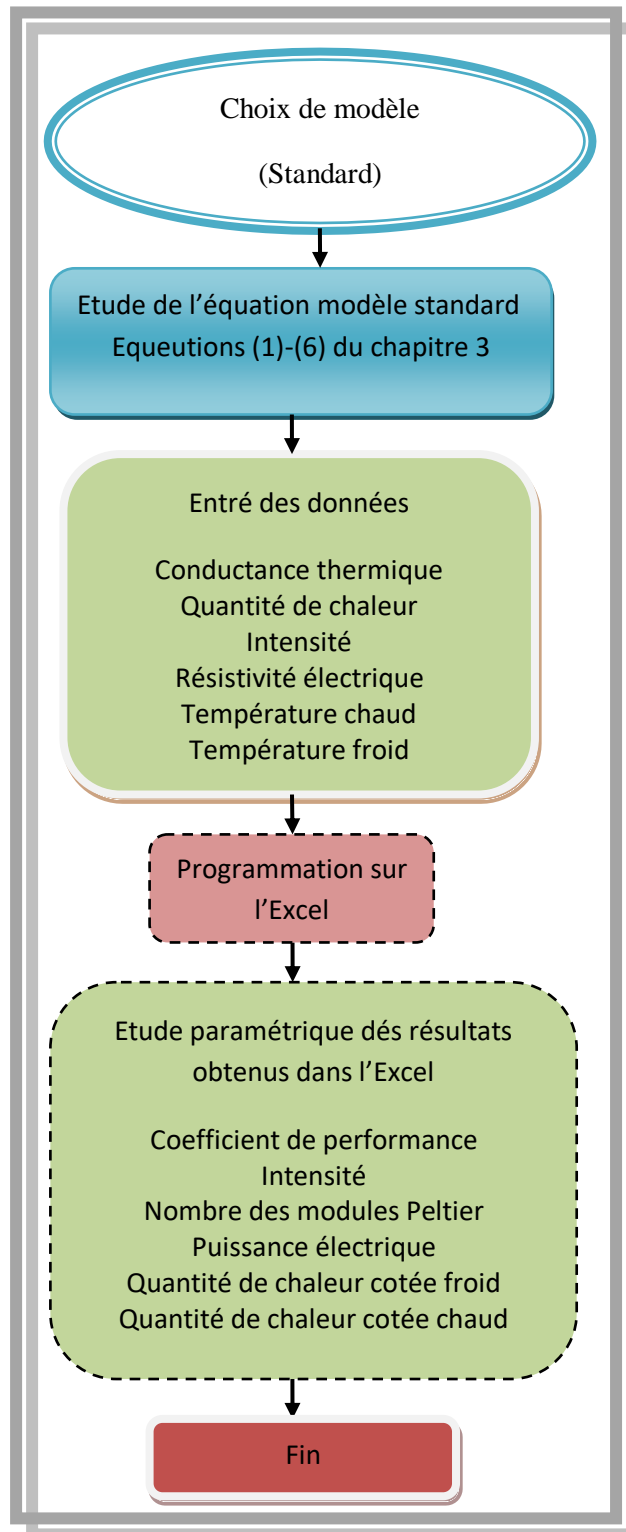 Choix de modèle
(Standard)
Etude de l’équation modèle standard
Equeutions (1)-(6) du chapitre 3
Entré des données
Conductance thermique
Quantité de chaleur
Intensité
Résistivité électrique
Température chaud
Température froid
Programmation sur
l’Excel
Etude paramétrique dés résultats
obtenus dans l’Excel
Coefficient de performance
Intensité
Nombre des modules Peltier
Puissance électrique
Quantité de chaleur cotée froid
Quantité de chaleur cotée chaud
Fin